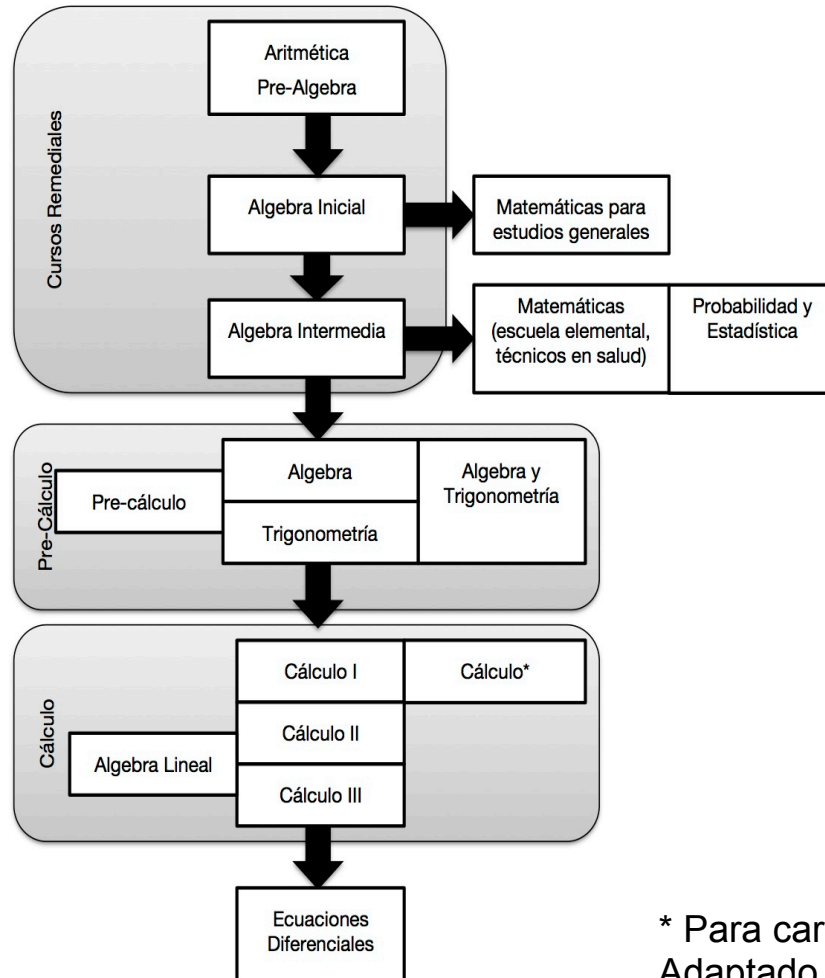 Cursos Remediales
Aritmética
Pre-Algebra
Algebra Inicial
Matemáticas para
estudios generales
Algebra Intermedia
Matemáticas
(escuela elemental,
técnicos en salud)
Probabilidad y
Estadística
Pre-Cálculo
Pre-cálculo
Algebra
Trigonometría
Algebra y
Trigonometría
Cálculo
Cálculo I
Cálculo*
Cálculo II
Algebra Lineal
Cálculo III
Ecuaciones
Diferenciales
* Para car
Adaptado